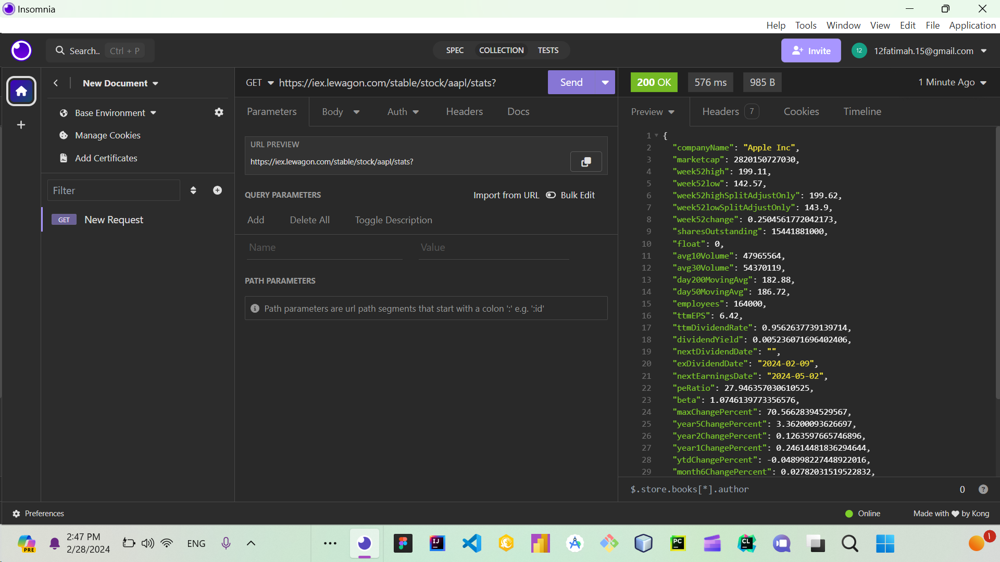 Insomnia
Help Tools Window View Edit File Application
Search.. Ctrl + P
SPEC COLLECTION TESTS
Invite
12 12fatimah.15@gmail.com
New Document
Base Environment
Manage Cookies
Add Certificates
Filter
GET New Request
GET https://iex.lewagon.com/stable/stock/aapl/stats? Send
Parameters Body Auth Headers Docs
URL PREVIEW
https://iex.lewagon.com/stable/stock/aapl/stats?
QUERY PARAMETERS Import from URL Bulk Edit
Add Delete All Toggle Description
Name Value
PATH PARAMETERS
Path parameters are url path segments that start with a colon ':' e.g. ':id'
200 OK 576 ms 985 B 1 Minute Ago
Preview Headers 7 Cookies Timeline
1 {
2 "companyName": "Apple Inc",
3 "marketcap": 2820150727030,
4 "week52high": 199.11,
5 "week52low": 142.57,
6 "week52highSplitAdjustOnly": 199.62,
7 "week52lowSplitAdjustOnly": 143.9,
8 "week52change": 0.2504561772042173,
9 "sharesOutstanding": 15441881000,
10 "float": 0,
11 "avg10Volume": 47965564,
12 "avg30Volume": 54370119,
13 "day200MovingAvg": 182.88,
14 "day50MovingAvg": 186.72,
15 "employees": 164000,
16 "ttmEPS": 6.42,
17 "ttmDividendRate": 0.9562637739139714,
18 "dividendYield": 0.005236071696402406,
19 "nextDividendDate": "",
20 "exDividendDate": "2024-02-09",
21 "nextEarningsDate": "2024-05-02",
22 "peRatio": 27.946357030610525,
23 "beta": 1.0746139773356576,
24 "maxChangePercent": 70.56628394529567,
25 "year5ChangePercent": 3.36200093626697,
26 "year2ChangePercent": 0.1263597665746896,
27 "year1ChangePercent": 0.24614481836294644,
28 "ytdChangePercent": -0.048998227448922016,
29 "month6ChangePercent": 0.02782031519522832,
$.store.books[*].author 0
Preferences Online Made with ❤ by Kong
PRE 2:47 PM
2/28/2024
ENG
IJ
PC
CL
1